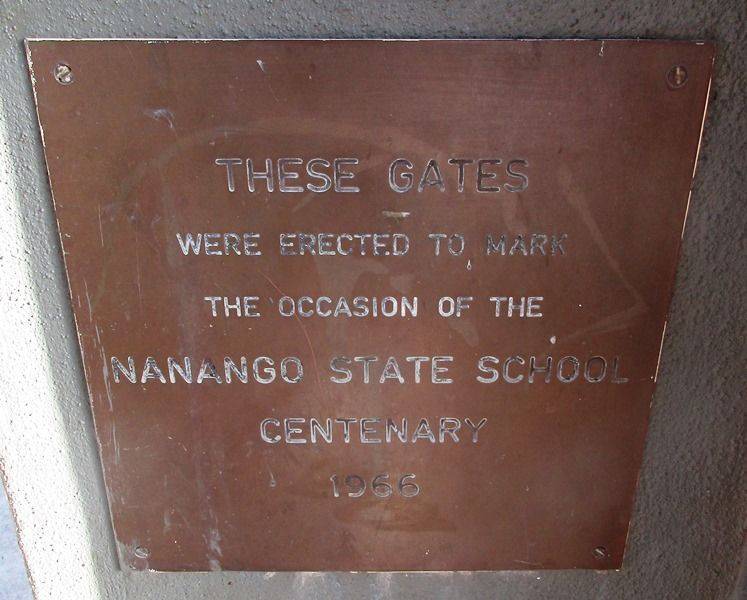 THESE GATES
WERE ERECTED TO MARK
THE OCCASION OF THE
NANANGO STATE SCHOOL
CENTENARY
1966